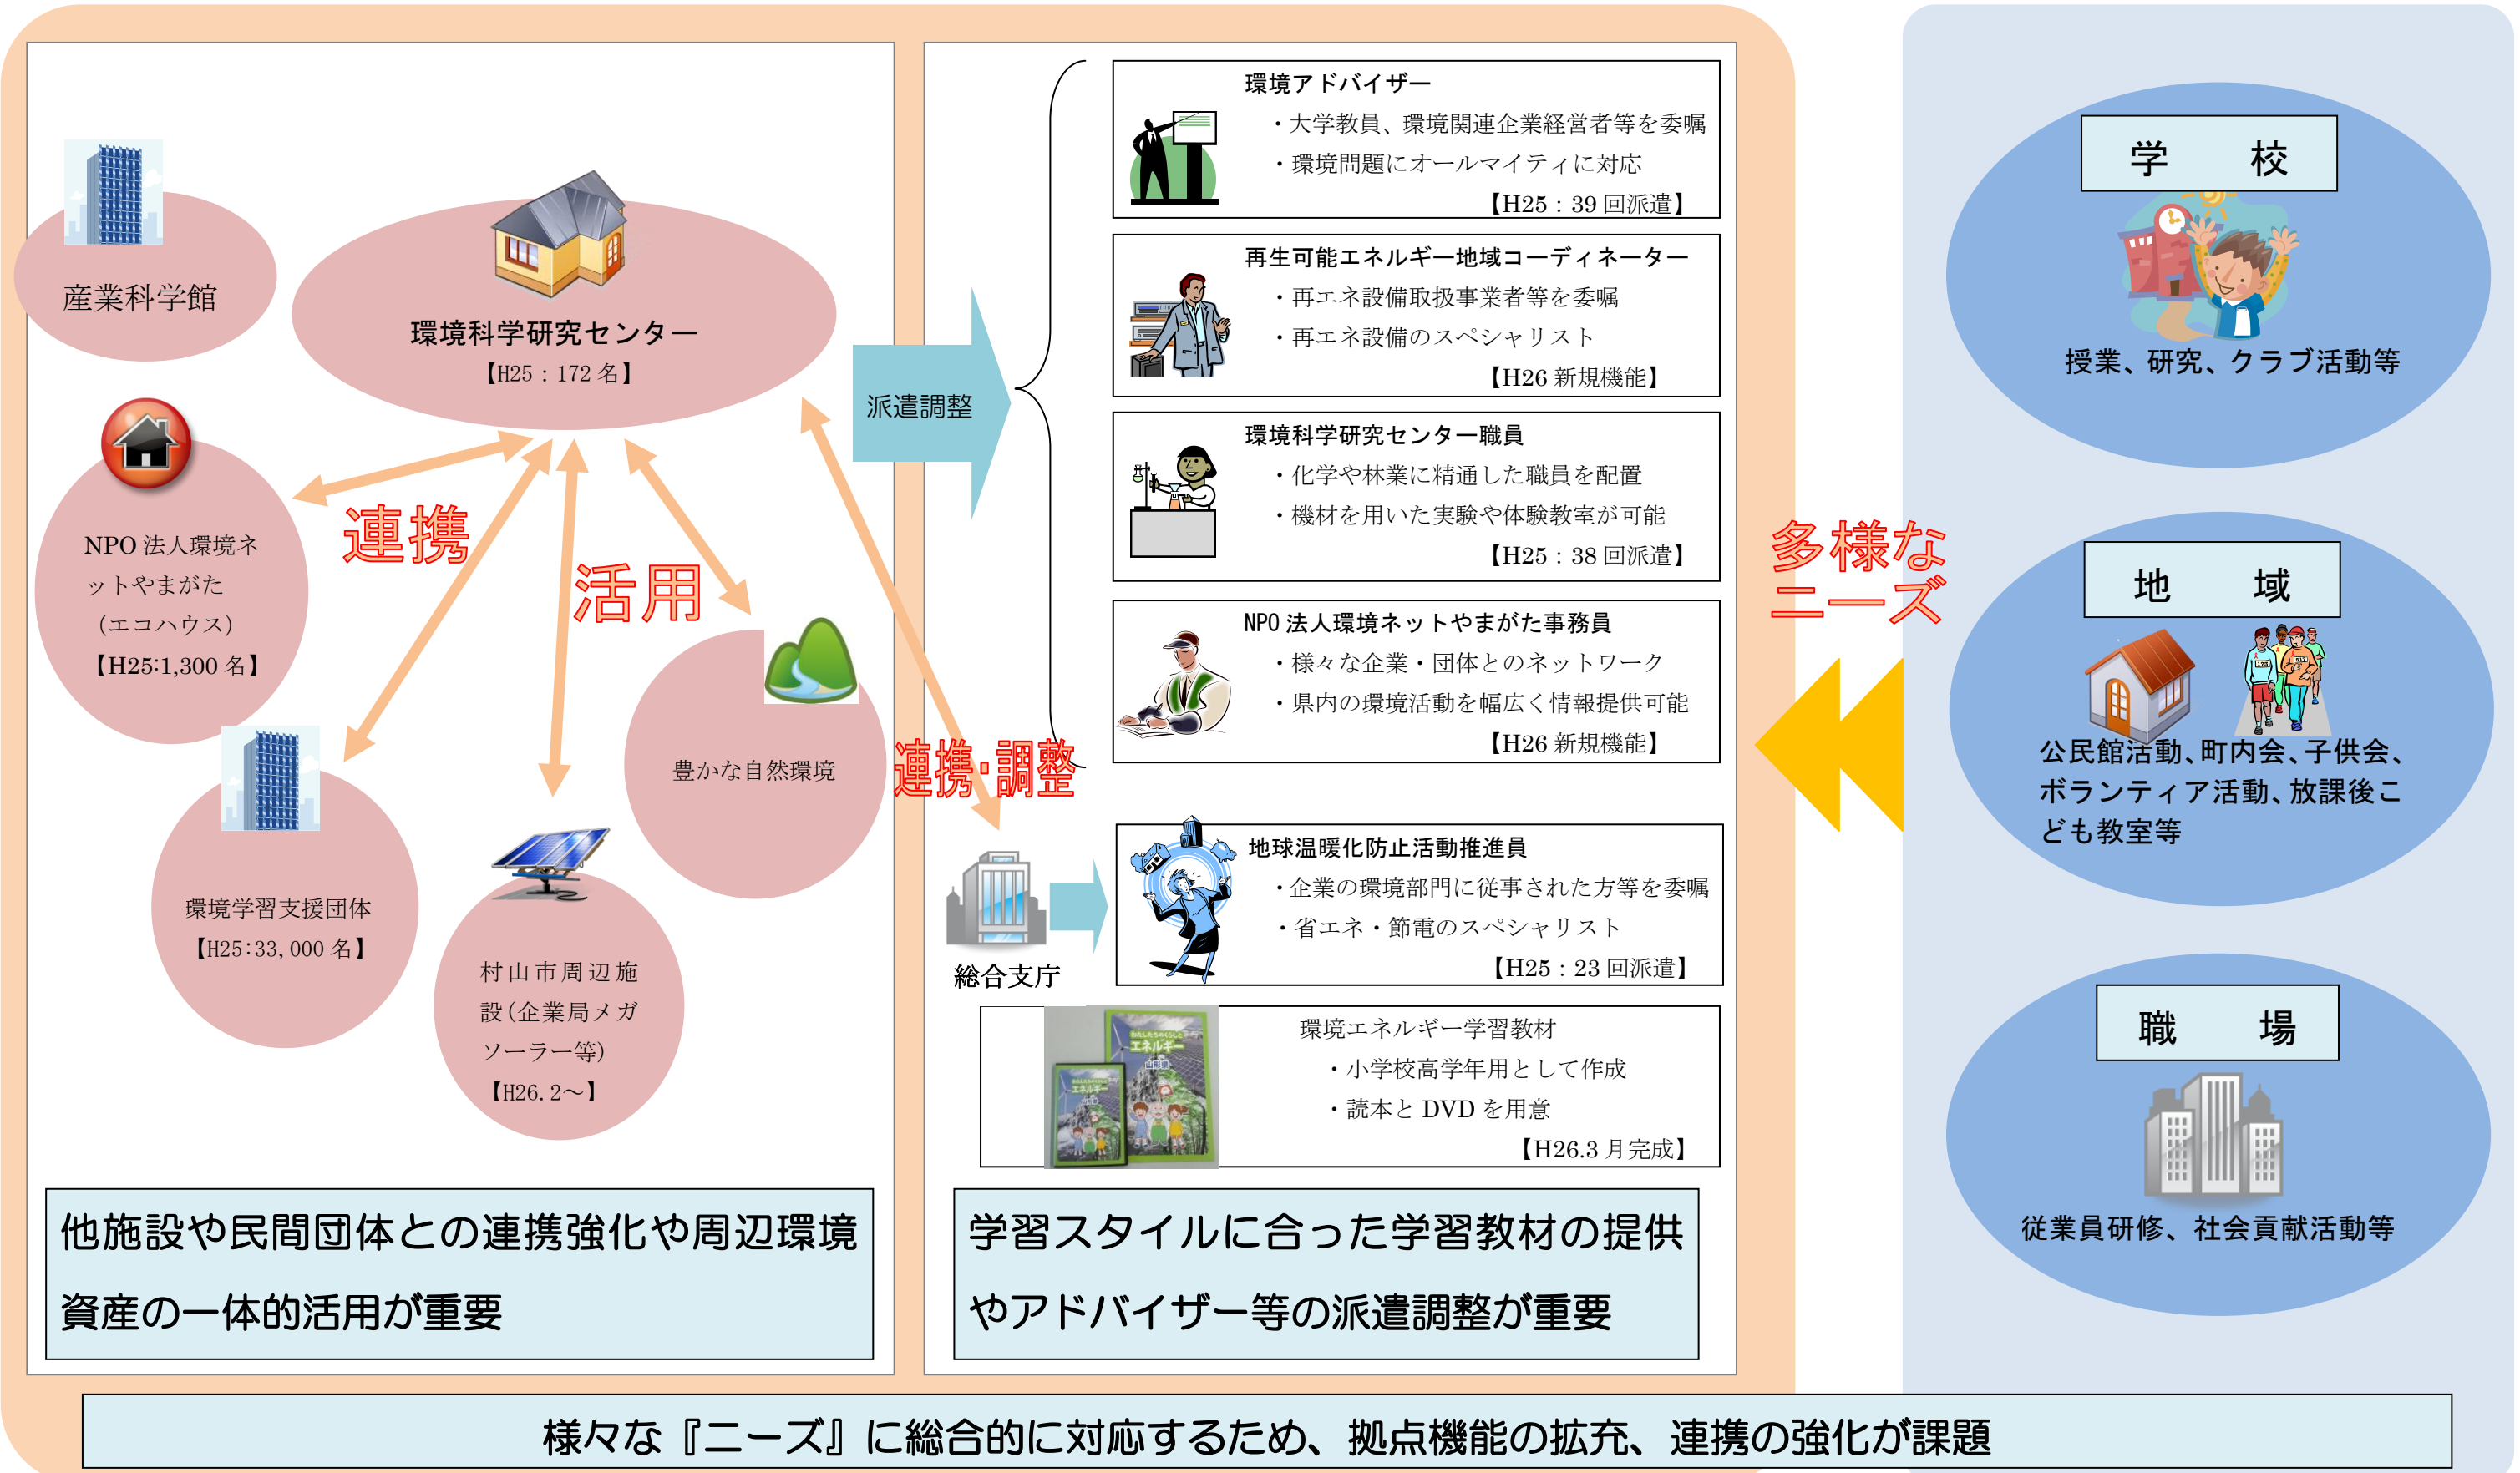 産業科学館
環境科学研究センター
【H25：172名】
NPO法人環境ネ
ットやまがた
（エコハウス）
【H25:1,300名】
連携
活用
豊かな自然環境
環境学習支援団体
【H25:33,000名】
村山市周辺施
設（企業局メガ
ソーラー等）
【H26.2～】
他施設や民間団体との連携強化や周辺環境
資産の一体的活用が重要
派遣調整
連携・調整
環境アドバイザー
・大学教員、環境関連企業経営者等を委嘱
・環境問題にオールマイティに対応
【H25：39回派遣】
再生可能エネルギー地域コーディネーター
・再エネ設備取扱事業者等を委嘱
・再エネ設備のスペシャリスト
【H26新規機能】
環境科学研究センター職員
・化学や林業に精通した職員を配置
・機材を用いた実験や体験教室が可能
【H25：38回派遣】
NPO法人環境ネットやまがた事務員
・様々な企業・団体とのネットワーク
・県内の環境活動を幅広く情報提供可能
【H26新規機能】
総合支庁
地球温暖化防止活動推進員
・企業の環境部門に従事された方等を委嘱
・省エネ・節電のスペシャリスト
【H25：23回派遣】
わたしたちのくらしと
エネルギー
山形県
エネルギー
環境エネルギー学習教材
・小学校高学年用として作成
・読本とDVDを用意
【H26.3月完成】
学習スタイルに合った学習教材の提供
やアドバイザー等の派遣調整が重要
多様な
ニーズ
学　校
授業、研究、クラブ活動等
地　域
公民館活動、町内会、子供会、
ボランティア活動、放課後こ
ども教室等
職　場
従業員研修、社会貢献活動等
様々な『ニーズ』に総合的に対応するため、拠点機能の拡充、連携の強化が課題